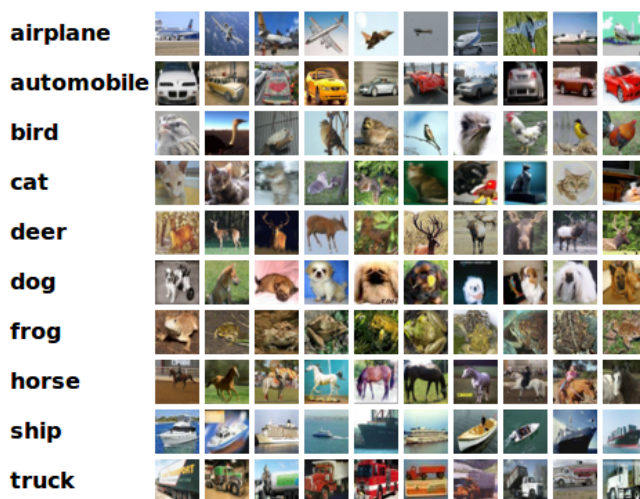 airplane
automobile
bird
cat
deer
dog
frog
horse
ship
truck